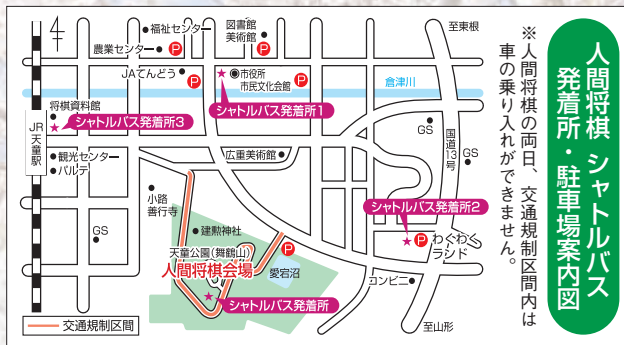 人間将棋 シャトルバス
発着所・駐車場案内図
※人間将棋の両日、交通規制区間内は
車の乗り入れができません。
福祉センター
図書館
美術館
至東根
農業センター
P
P
JAてんどう
P
市役所
市民文化会館
P
倉津川
将棋資料館
シャトルバス発着所1
シャトルバス発着所3
JR天童駅
GS
国道13号
GS
観光センター
パルテ
広重美術館
小路
善行寺
シャトルバス発着所2
GS
建勲神社
P
わくわく
ランド
天童公園(舞鶴山)
人間将棋会場
P
愛宕沼
コンビニ
シャトルバス発着所
交通規制区間
至山形